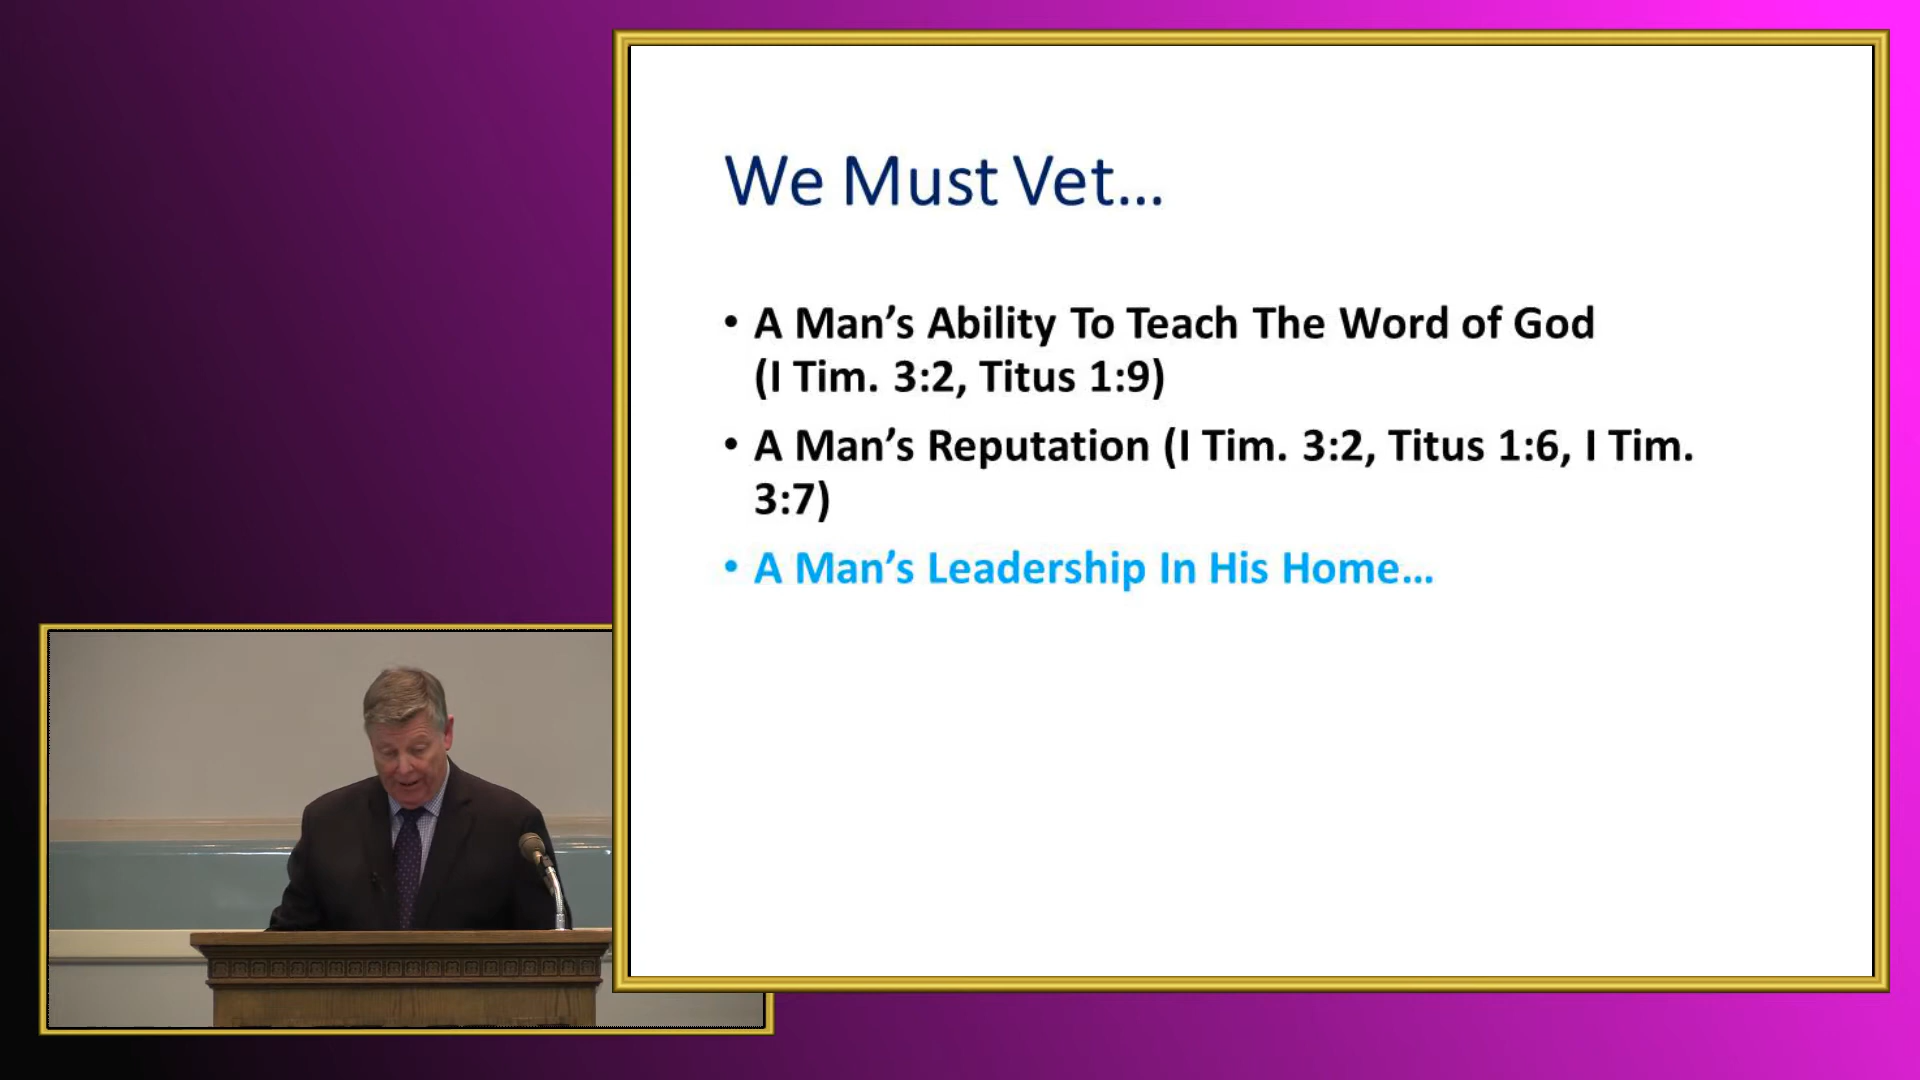 We Must Vet...
• A Man's Ability To Teach The Word of God
(I Tim. 3:2, Titus 1:9)
• A Man's Reputation (I Tim. 3:2, Titus 1:6, I Tim.
3:7)
• A Man's Leadership In His Home...